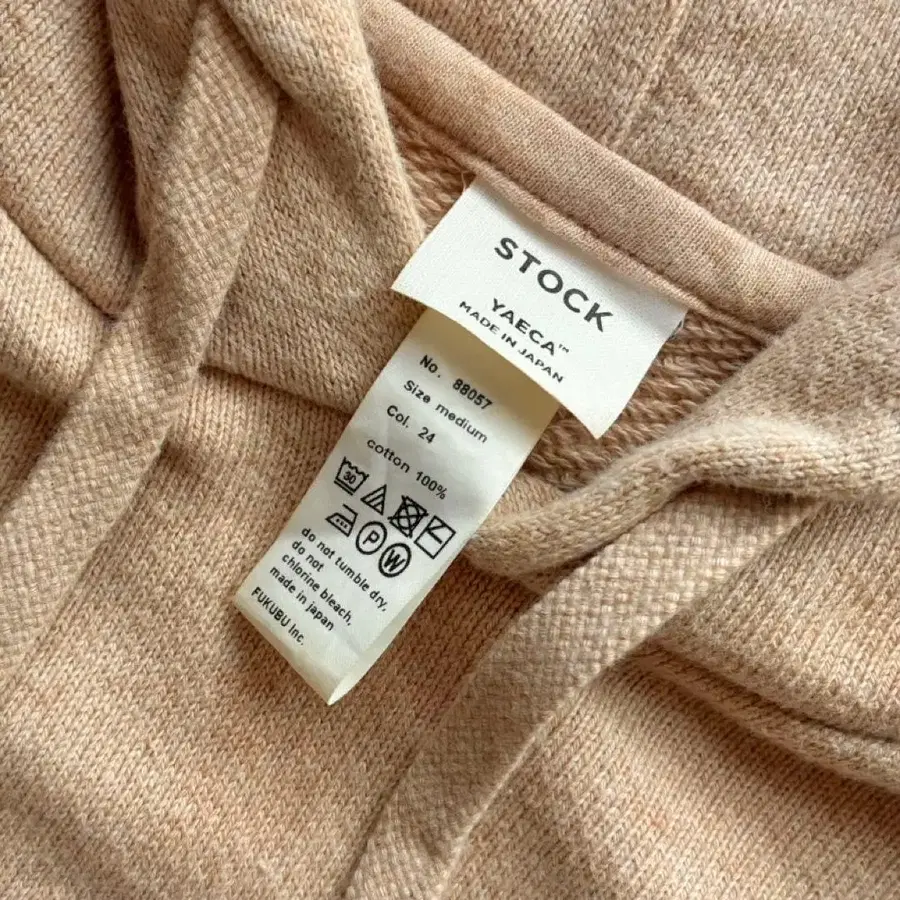 STOCK
YAECA™
MADE IN JAPAN
No. 88057
Size medium
Col. 24
cotton 100%
30
P W
do not tumble dry,
do not
chlorine bleach,
made in japan
FUKUBU Inc.